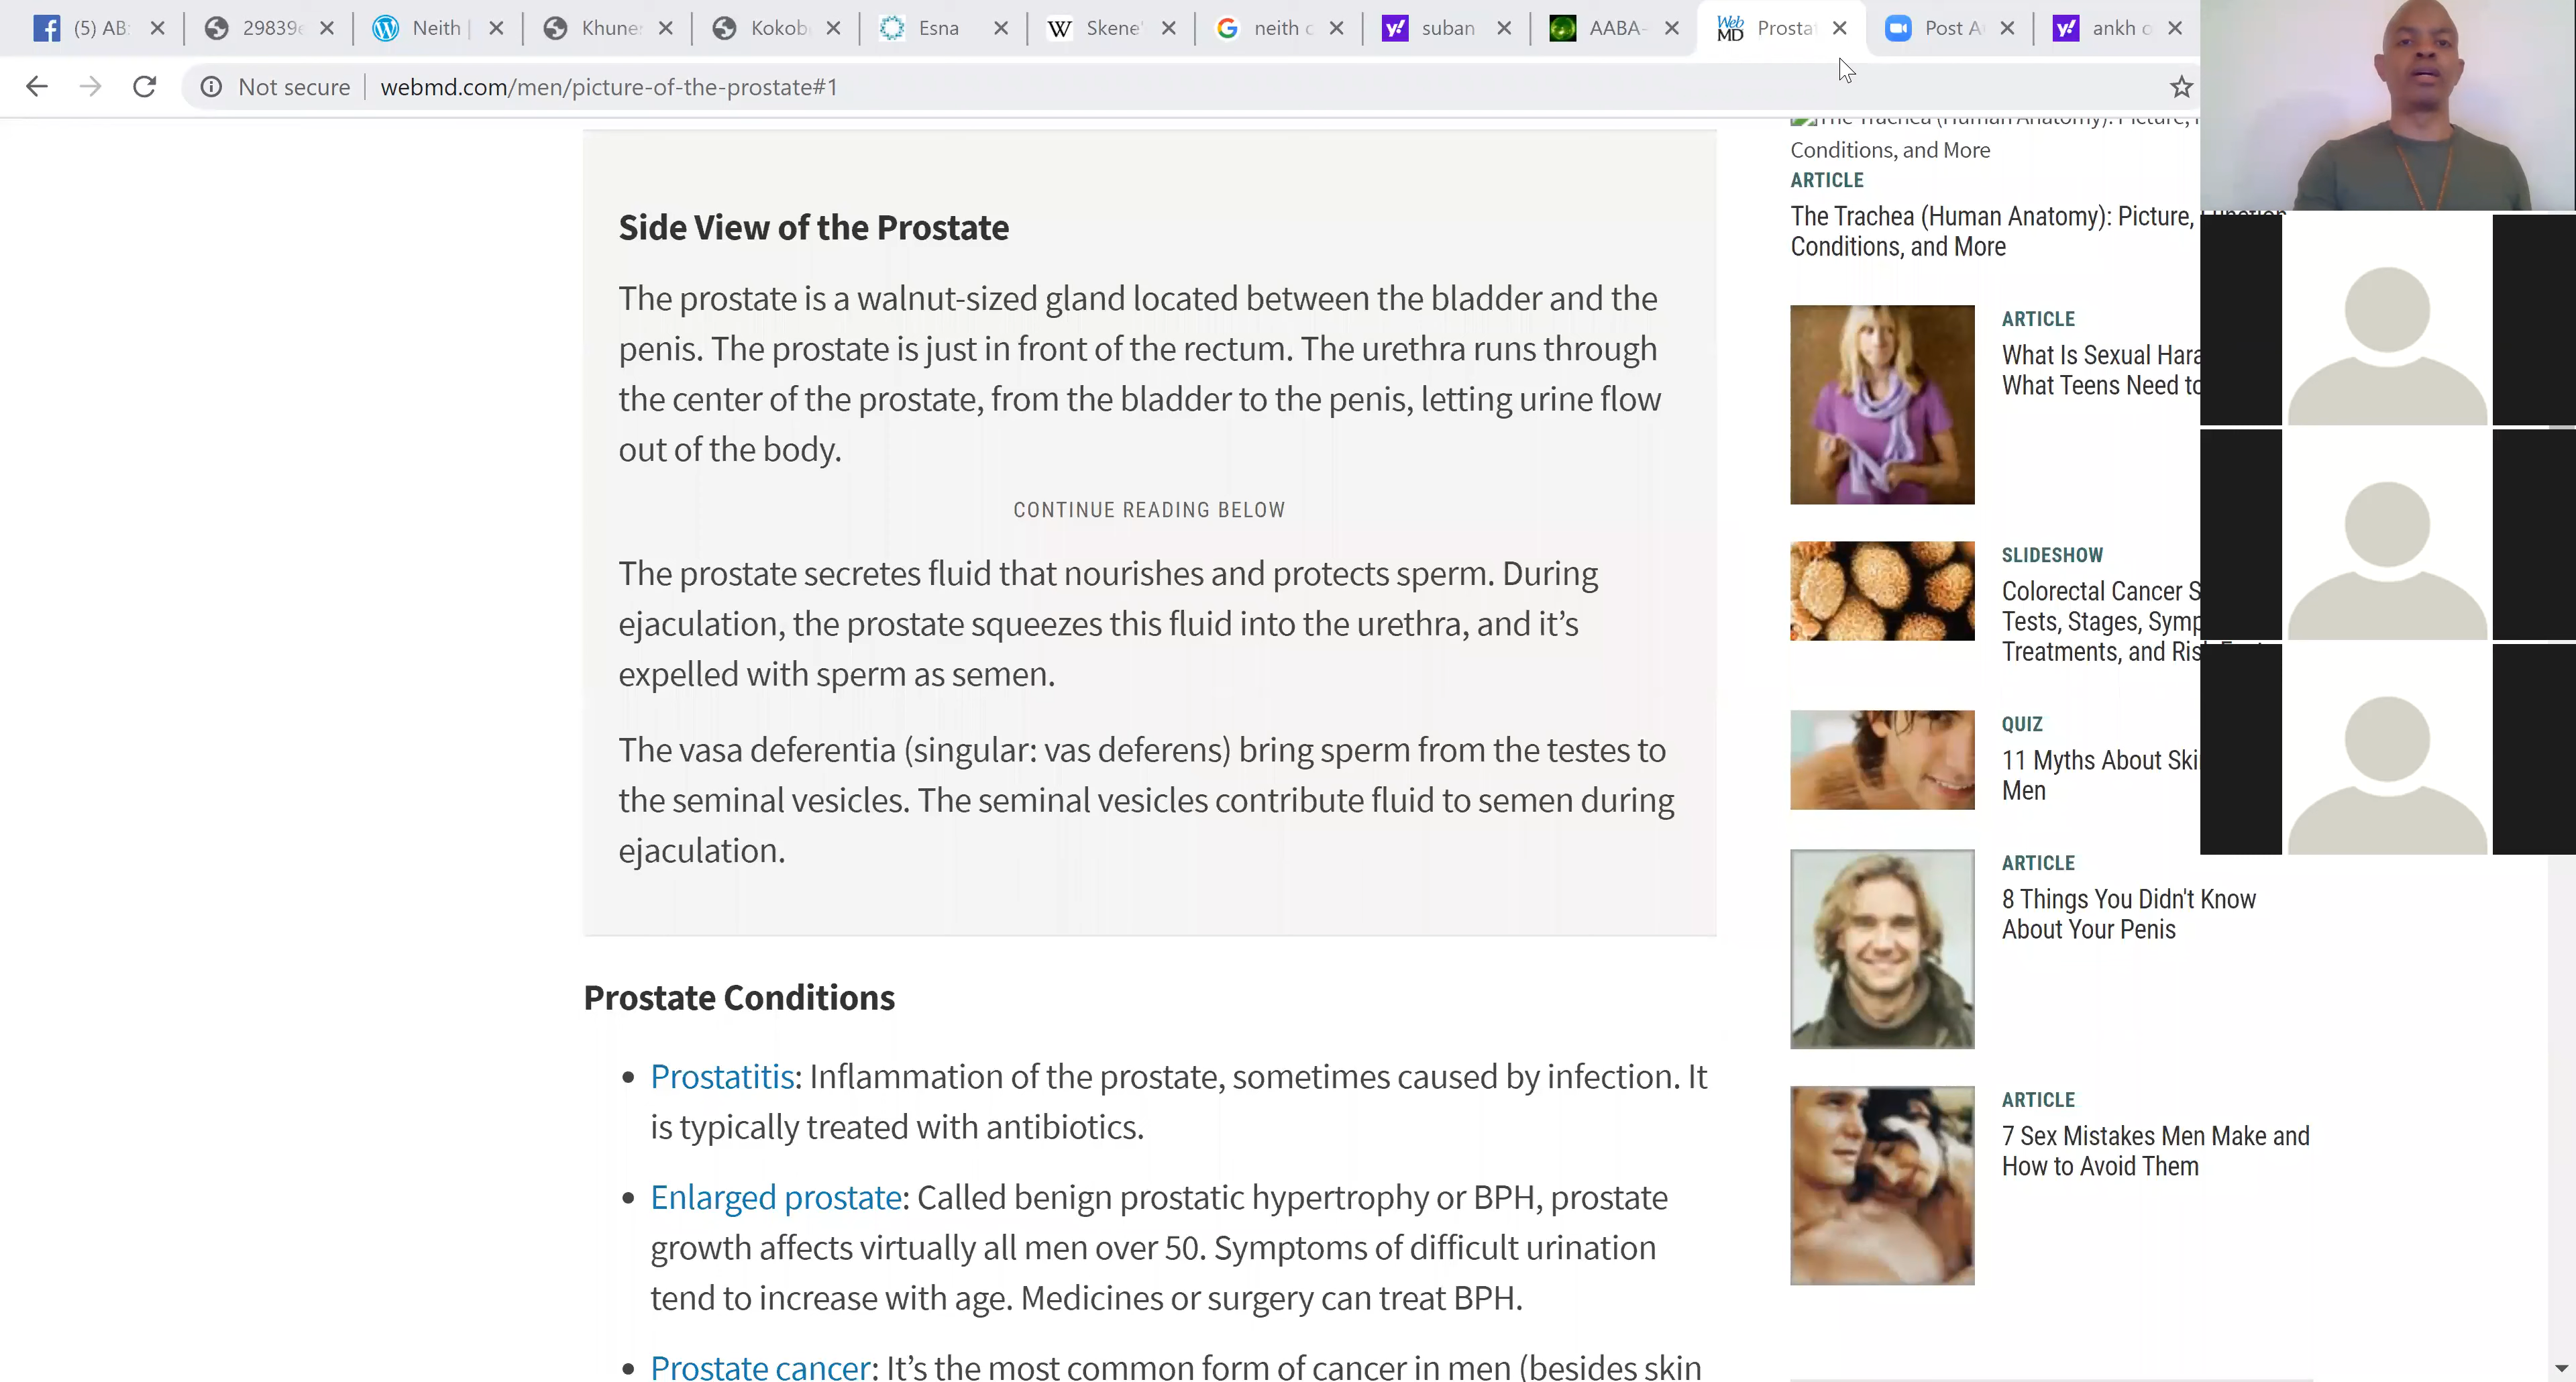 (5) AB
29839
Neith
Khune
Kokob
Esna
Skene'
neith
suban
AABA-
Web MD
Prosta
Post A
ankh o
Not secure
webmd.com/men/picture-of-the-prostate#1
Side View of the Prostate
The prostate is a walnut-sized gland located between the bladder and the
penis. The prostate is just in front of the rectum. The urethra runs through
the center of the prostate, from the bladder to the penis, letting urine flow
out of the body.
CONTINUE READING BELOW
The prostate secretes fluid that nourishes and protects sperm. During
ejaculation, the prostate squeezes this fluid into the urethra, and it’s
expelled with sperm as semen.
The vasa deferentia (singular: vas deferens) bring sperm from the testes to
the seminal vesicles. The seminal vesicles contribute fluid to semen during
ejaculation.
Prostate Conditions
• Prostatitis: Inflammation of the prostate, sometimes caused by infection. It
is typically treated with antibiotics.
• Enlarged prostate: Called benign prostatic hypertrophy or BPH, prostate
growth affects virtually all men over 50. Symptoms of difficult urination
tend to increase with age. Medicines or surgery can treat BPH.
• Prostate cancer: It’s the most common form of cancer in men (besides skin
The Trachea (Human Anatomy): Picture,
Conditions, and More
ARTICLE
The Trachea (Human Anatomy): Picture,
Conditions, and More
ARTICLE
What Is Sexual Hara
What Teens Need to
SLIDESHOW
Colorectal Cancer S
Tests, Stages, Symp
Treatments, and Ris
QUIZ
11 Myths About Ski
Men
ARTICLE
8 Things You Didn't Know
About Your Penis
ARTICLE
7 Sex Mistakes Men Make and
How to Avoid Them